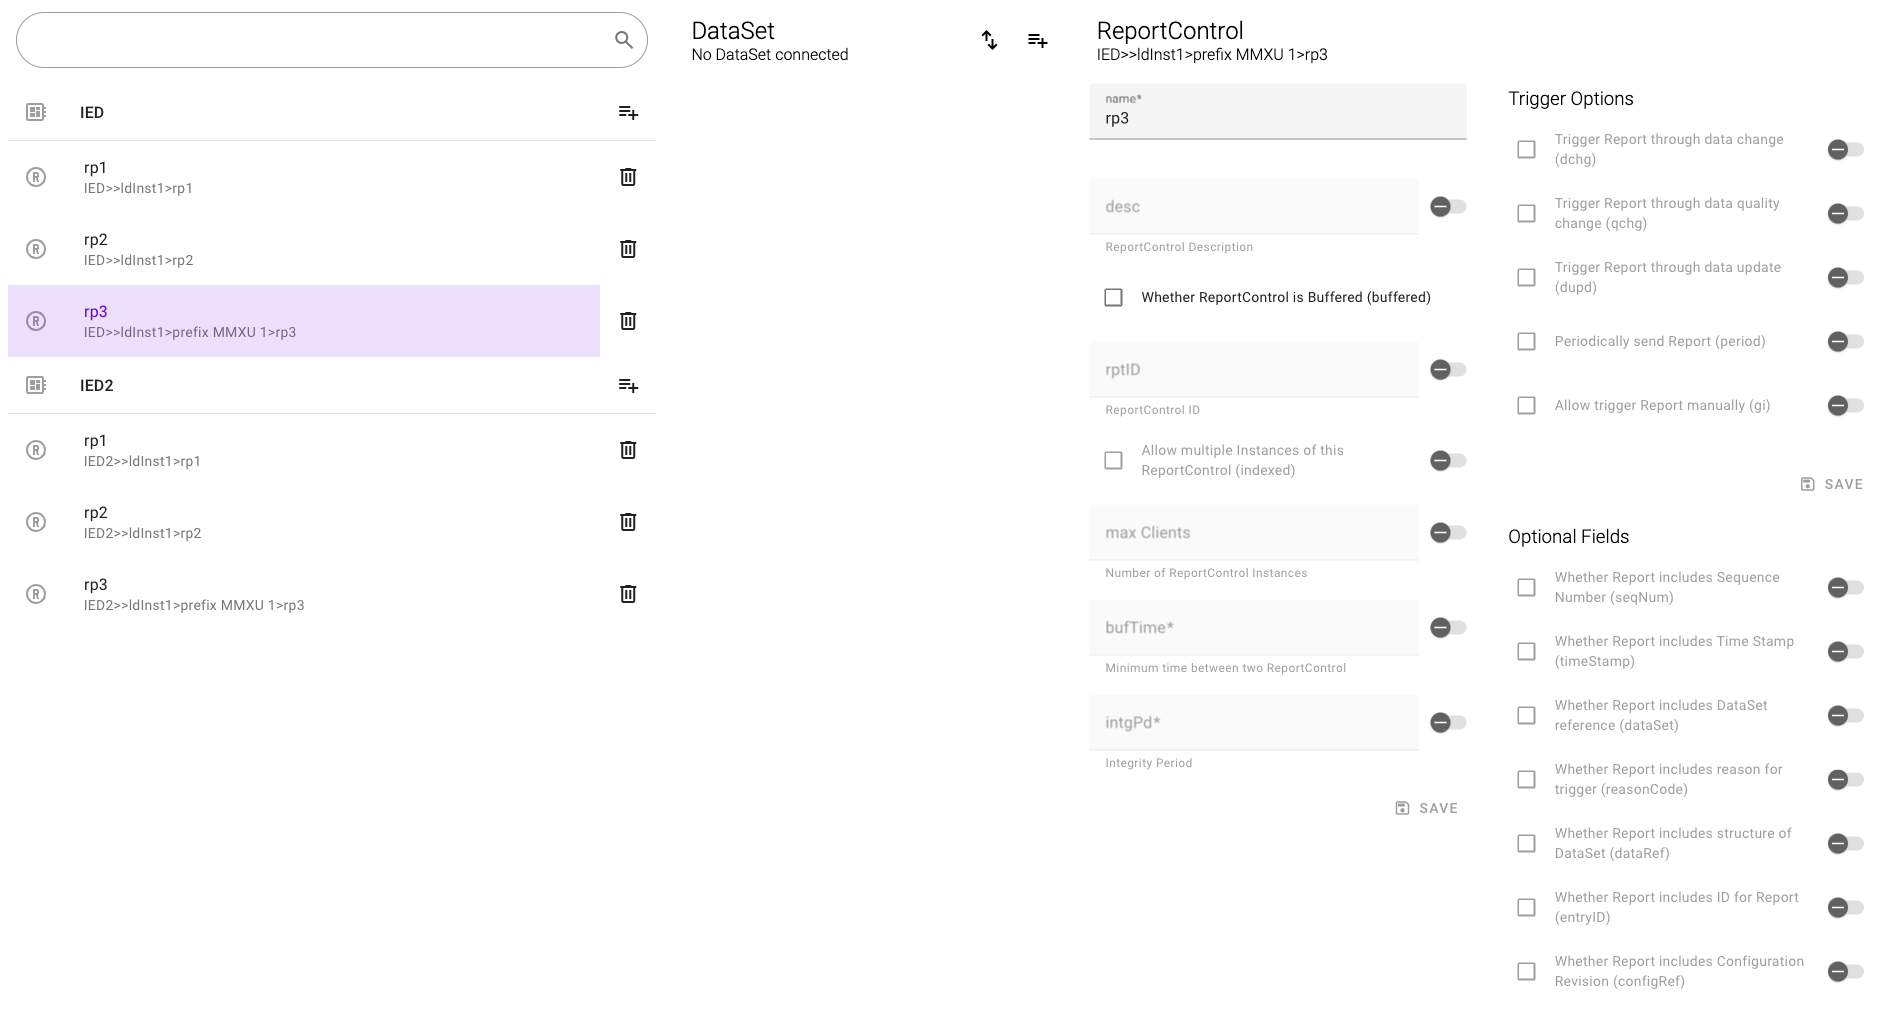 IED
rp1
IED>>ldInst1>rp1
rp2
IED>>ldInst1>rp2
rp3
IED>>ldInst1>prefix MMXU 1>rp3
IED2
rp1
IED2>>ldInst1>rp1
rp2
IED2>>ldInst1>rp2
rp3
IED2>>ldInst1>prefix MMXU 1>rp3
DataSet
No DataSet connected
ReportControl
IED>>ldInst1>prefix MMXU 1>rp3
name*
rp3
desc
ReportControl Description
Whether ReportControl is Buffered (buffered)
rptID
ReportControl ID
Allow multiple Instances of this
ReportControl (indexed)
max Clients
Number of ReportControl Instances
bufTime*
Minimum time between two ReportControl
intgPd*
Integrity Period
SAVE
Trigger Options
Trigger Report through data change
(dchg)
Trigger Report through data quality
change (qchg)
Trigger Report through data update
(dupd)
Periodically send Report (period)
Allow trigger Report manually (gi)
SAVE
Optional Fields
Whether Report includes Sequence
Number (seqNum)
Whether Report includes Time Stamp
(timeStamp)
Whether Report includes DataSet
reference (dataSet)
Whether Report includes reason for
trigger (reasonCode)
Whether Report includes structure of
DataSet (dataRef)
Whether Report includes ID for Report
(entryID)
Whether Report includes Configuration
Revision (configRef)